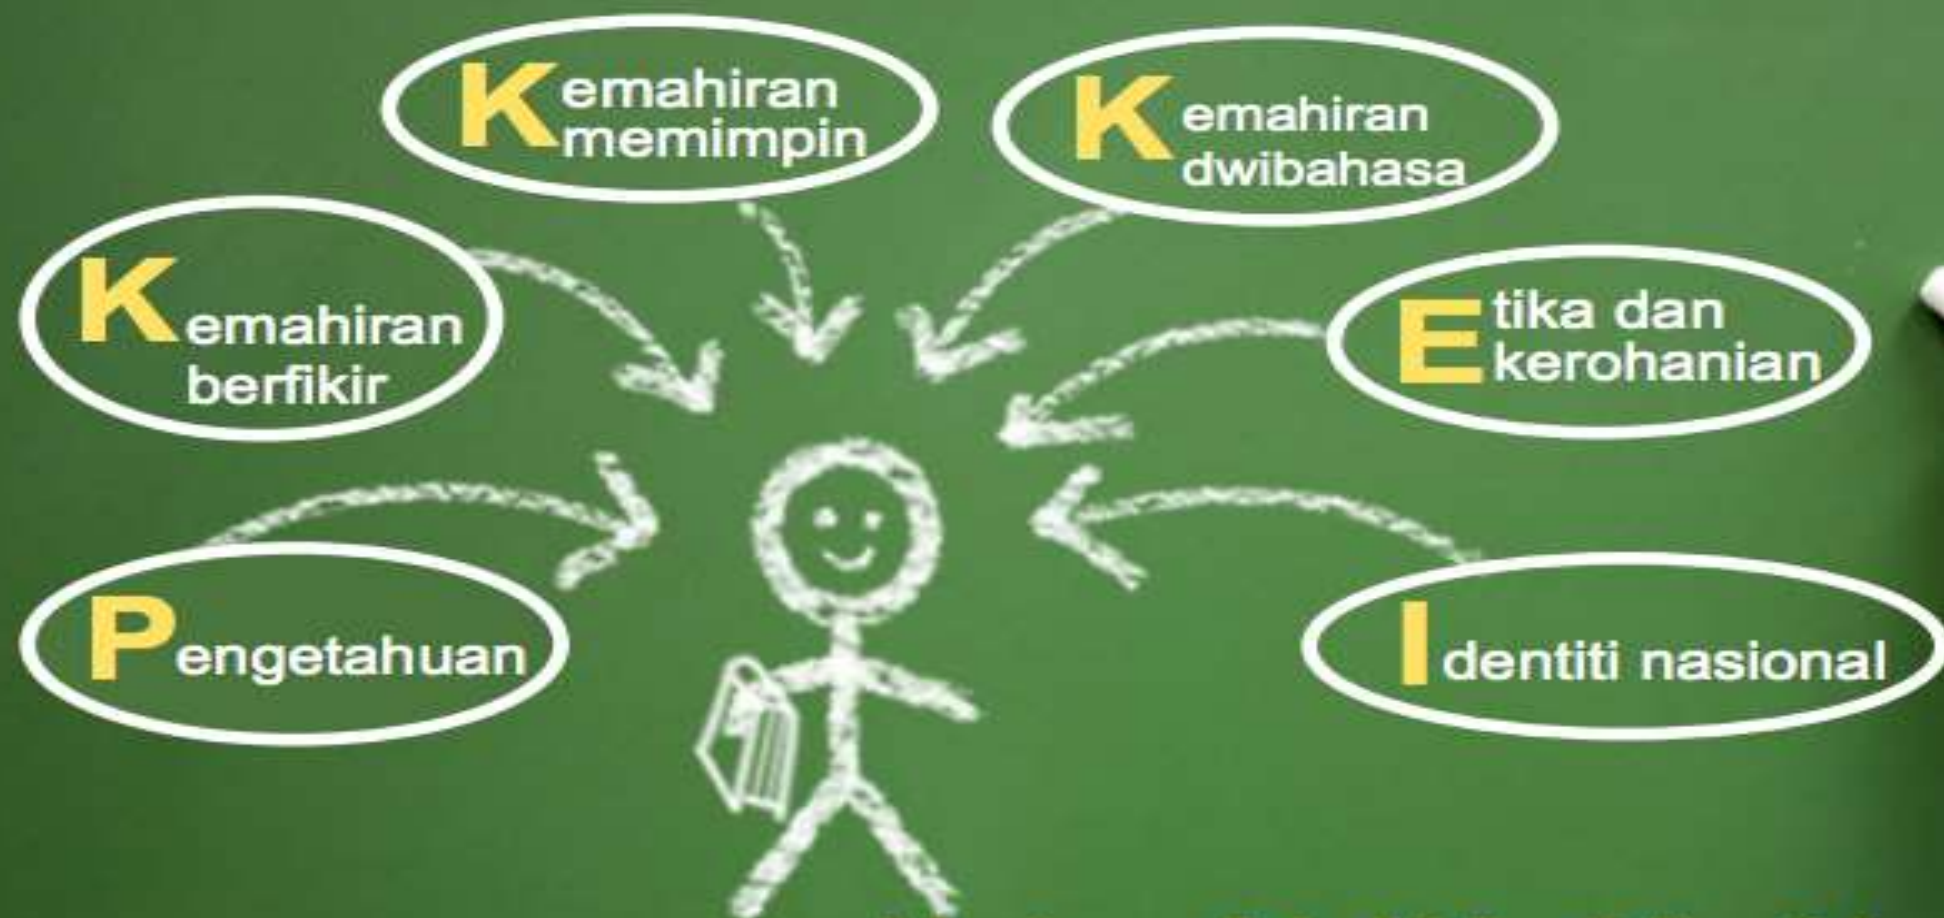 Kemahiran
memimpin
Kemahiran
dwibahasa
Kemahiran
berfikir
Etika dan
kerohanian
Pengetahuan
Identiti nasional